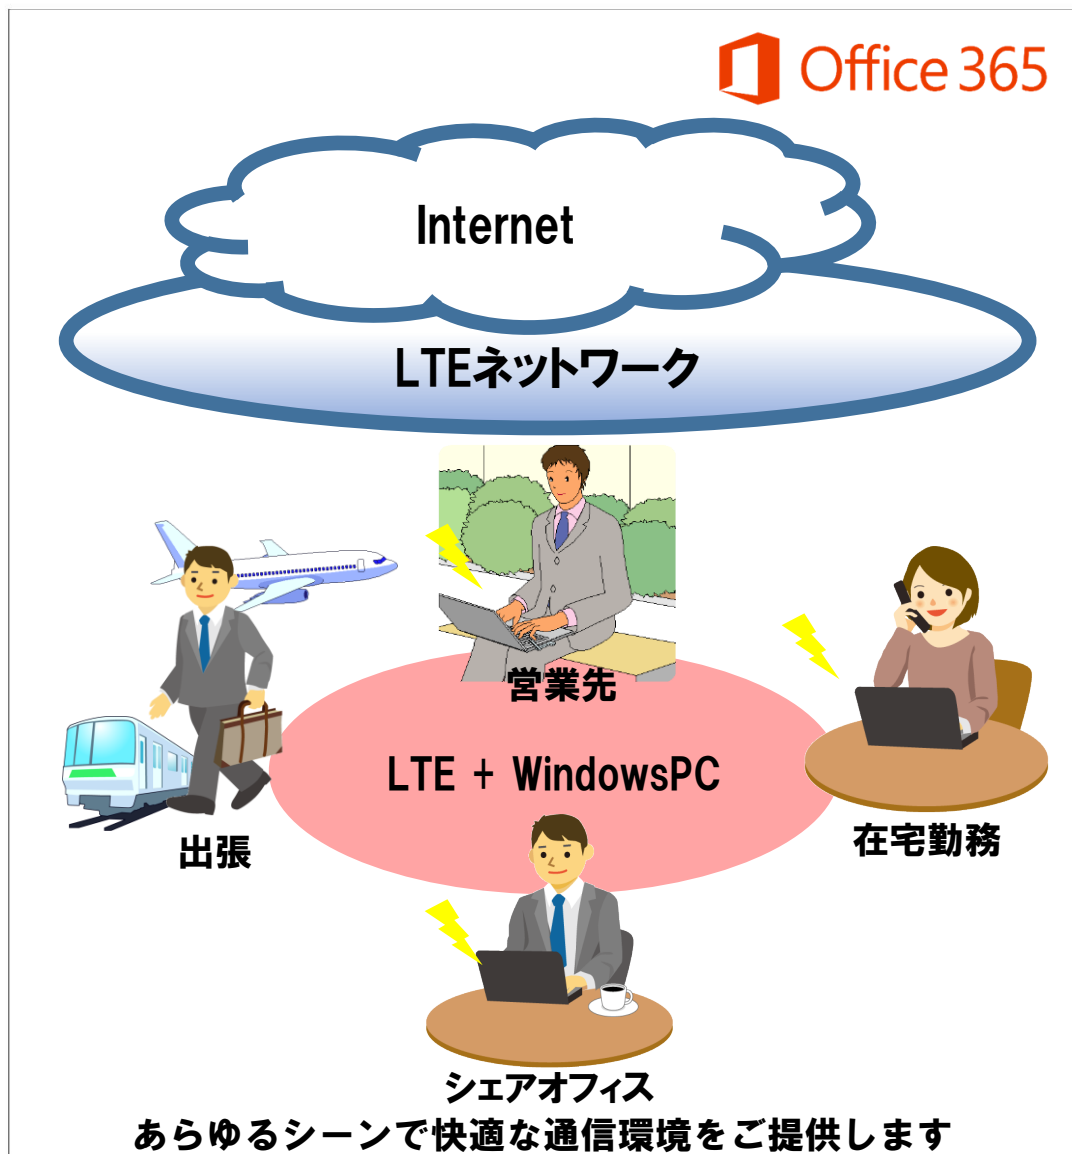 Office 365
Internet
LTEネットワーク
営業先
LTE + WindowsPC
出張
在宅勤務
シェアオフィス
あらゆるシーンで快適な通信環境をご提供します